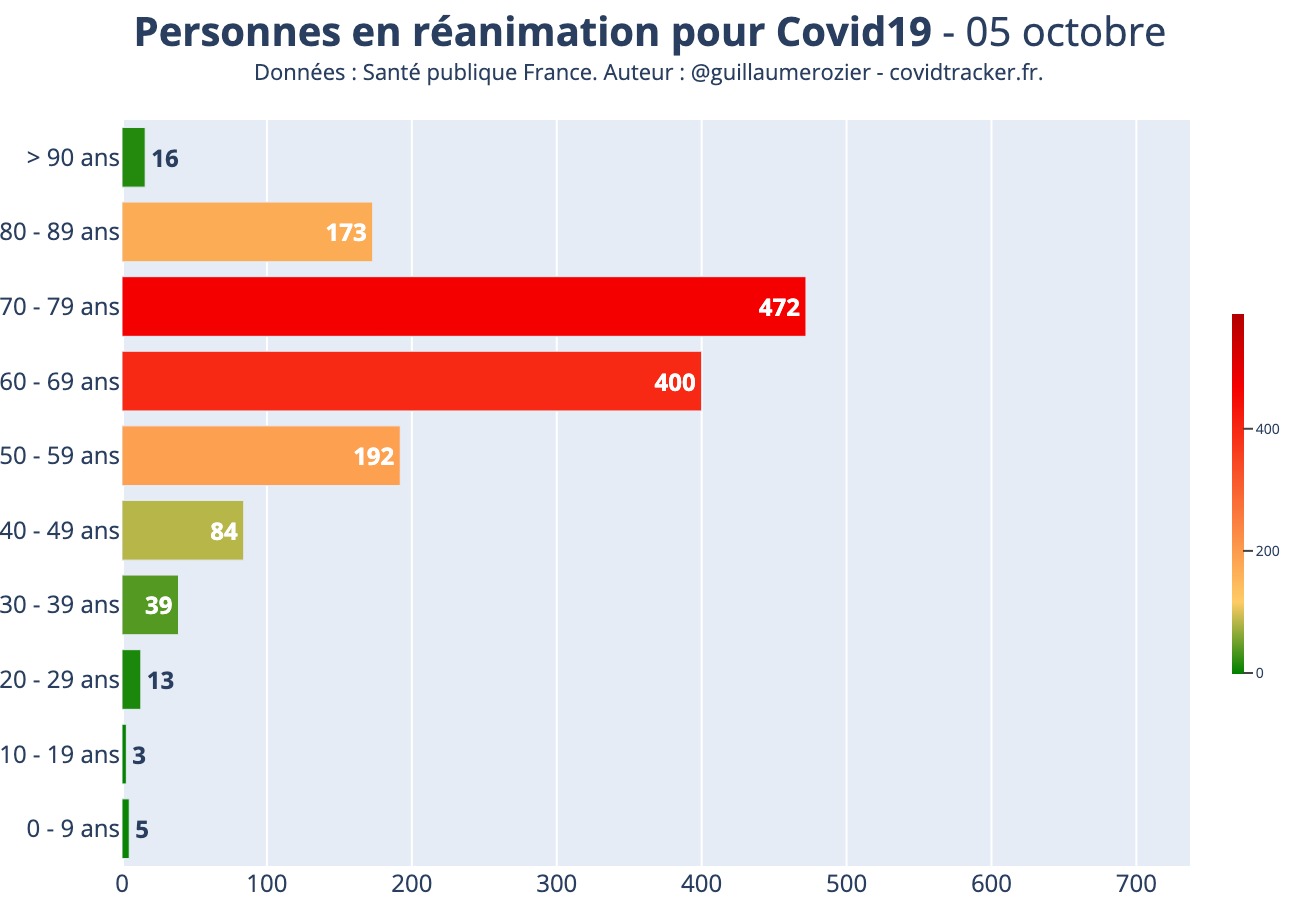 Personnes en réanimation pour Covid19 - 05 octobre
Données : Santé publique France. Auteur : @guillaumerozier - covidtracker.fr.
> 90 ans 16
80 - 89 ans 173
70 - 79 ans 472
60 - 69 ans 400
50 - 59 ans 192
40 - 49 ans 84
30 - 39 ans 39
20 - 29 ans 13
10 - 19 ans 3
0 - 9 ans 5
0 100 200 300 400 500 600 700
400
200
0